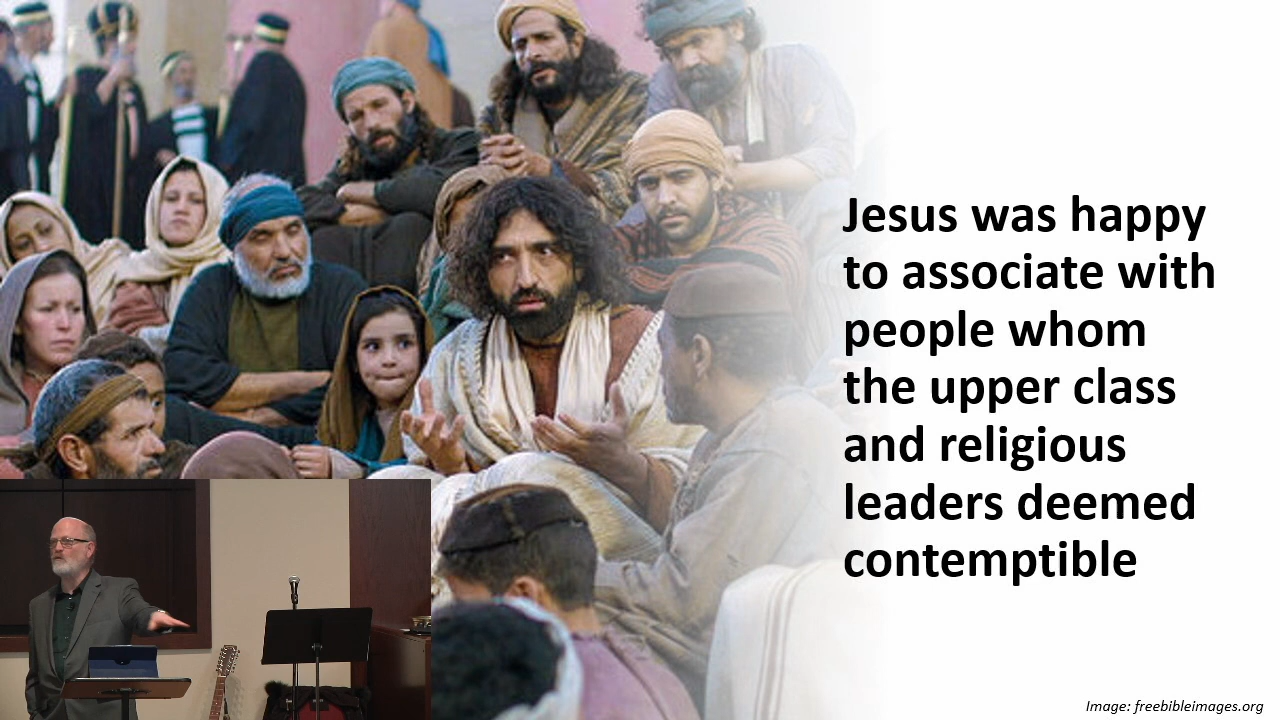 Jesus was happy
to associate with
people whom
the upper class
and religious
leaders deemed
contemptible
Image: freebibleimages.org